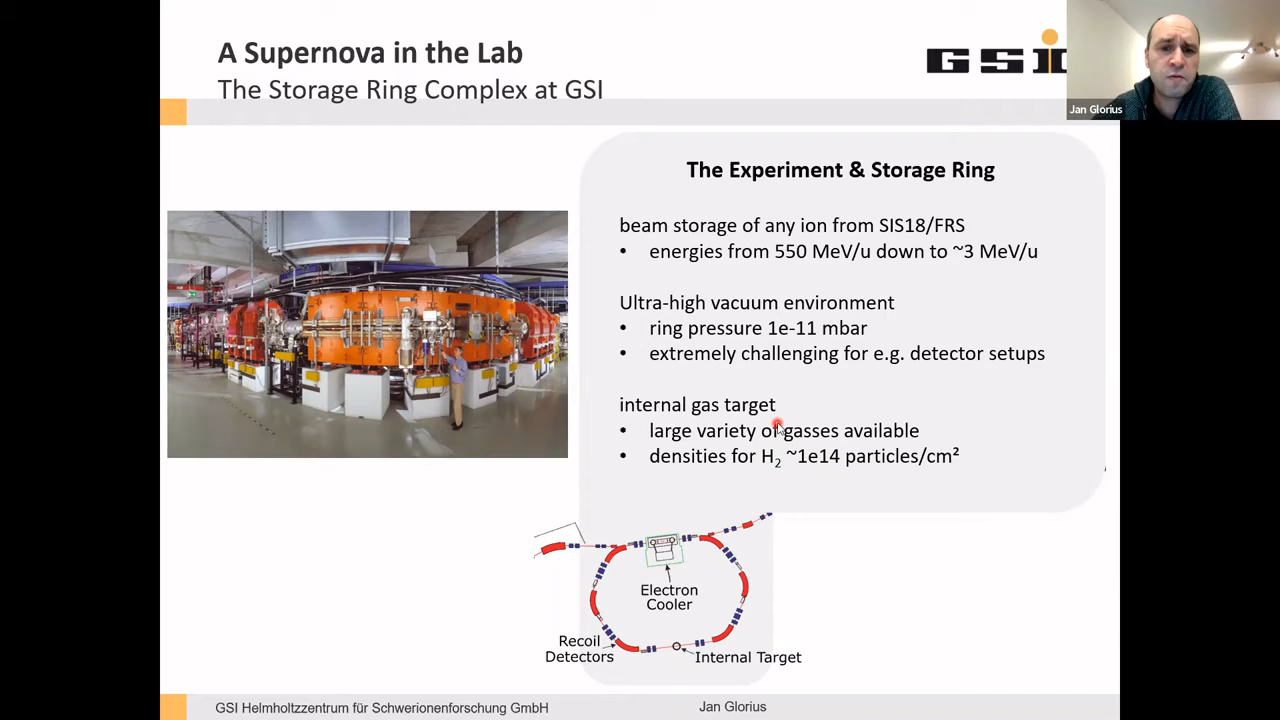 A Supernova in the Lab
The Storage Ring Complex at GSI
GSI
Jan Glorius
The Experiment & Storage Ring
beam storage of any ion from SIS18/FRS
• energies from 550 MeV/u down to ~3 MeV/u
Ultra-high vacuum environment
• ring pressure 1e-11 mbar
• extremely challenging for e.g. detector setups
internal gas target
• large variety of gasses available
• densities for H₂ ~1e14 particles/cm²
Electron
Cooler
Recoil
Detectors
Internal Target
GSI Helmholtzzentrum für Schwerionenforschung GmbH
Jan Glorius